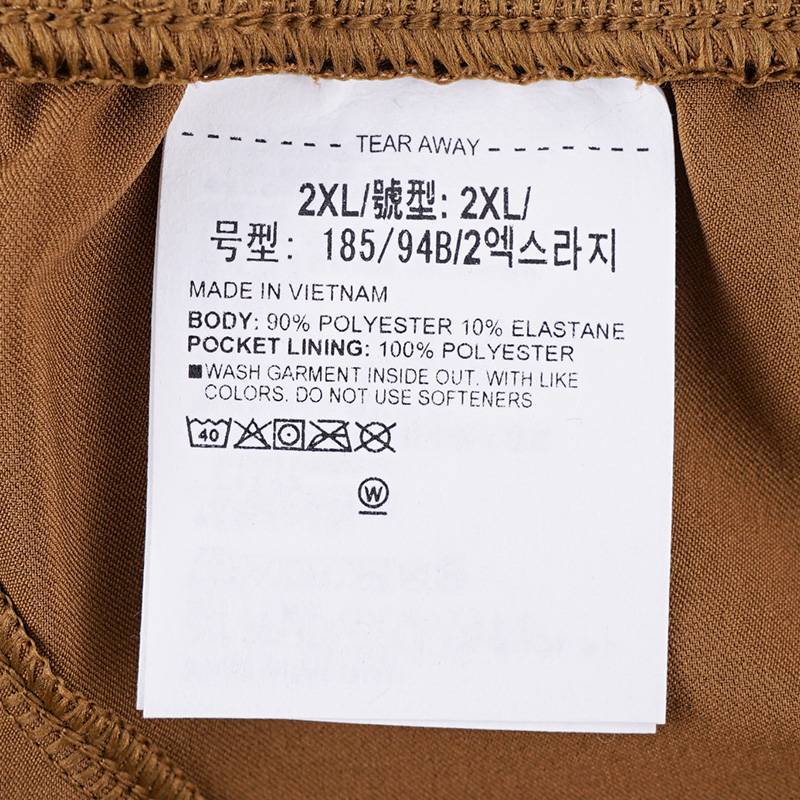 TEAR AWAY
2XL/號型: 2XL/
号型: 185/94B/2엑스라지
MADE IN VIETNAM
BODY: 90% POLYESTER 10% ELASTANE
POCKET LINING: 100% POLYESTER
■WASH GARMENT INSIDE OUT. WITH LIKE
COLORS. DO NOT USE SOFTENERS
40
W